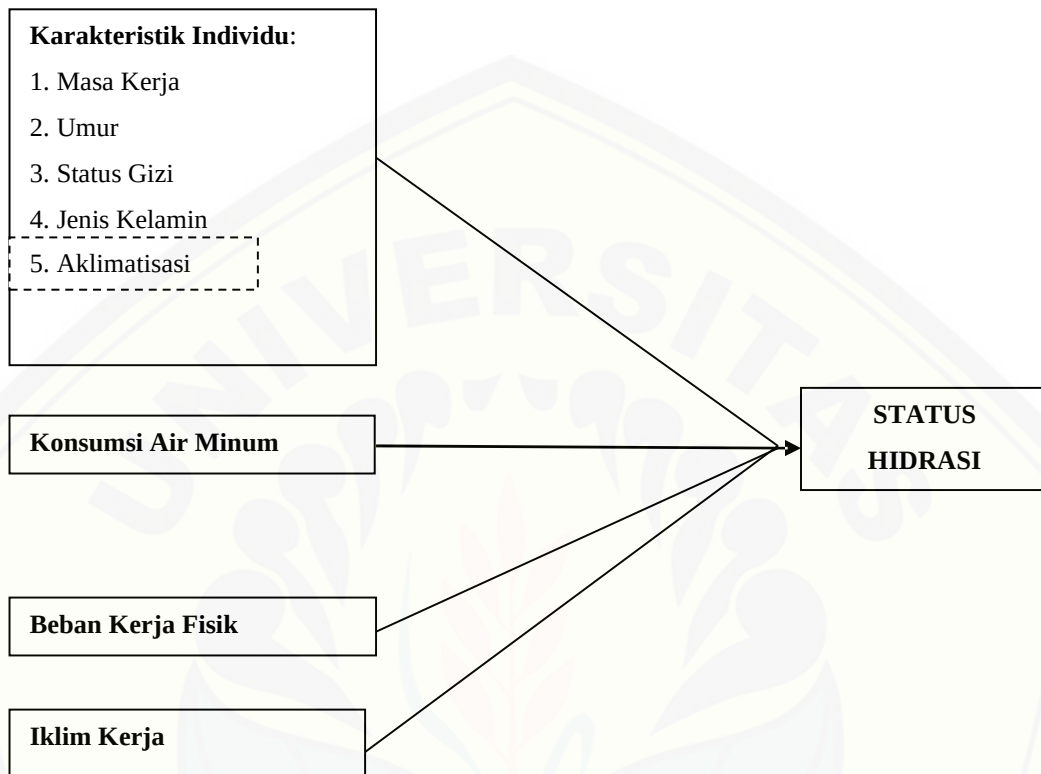 Karakteristik Individu:
1. Masa Kerja
2. Umur
3. Status Gizi
4. Jenis Kelamin
5. Aklimatisasi
Konsumsi Air Minum
Beban Kerja Fisik
Iklim Kerja
STATUS
HIDRASI
UNIVERSITAS